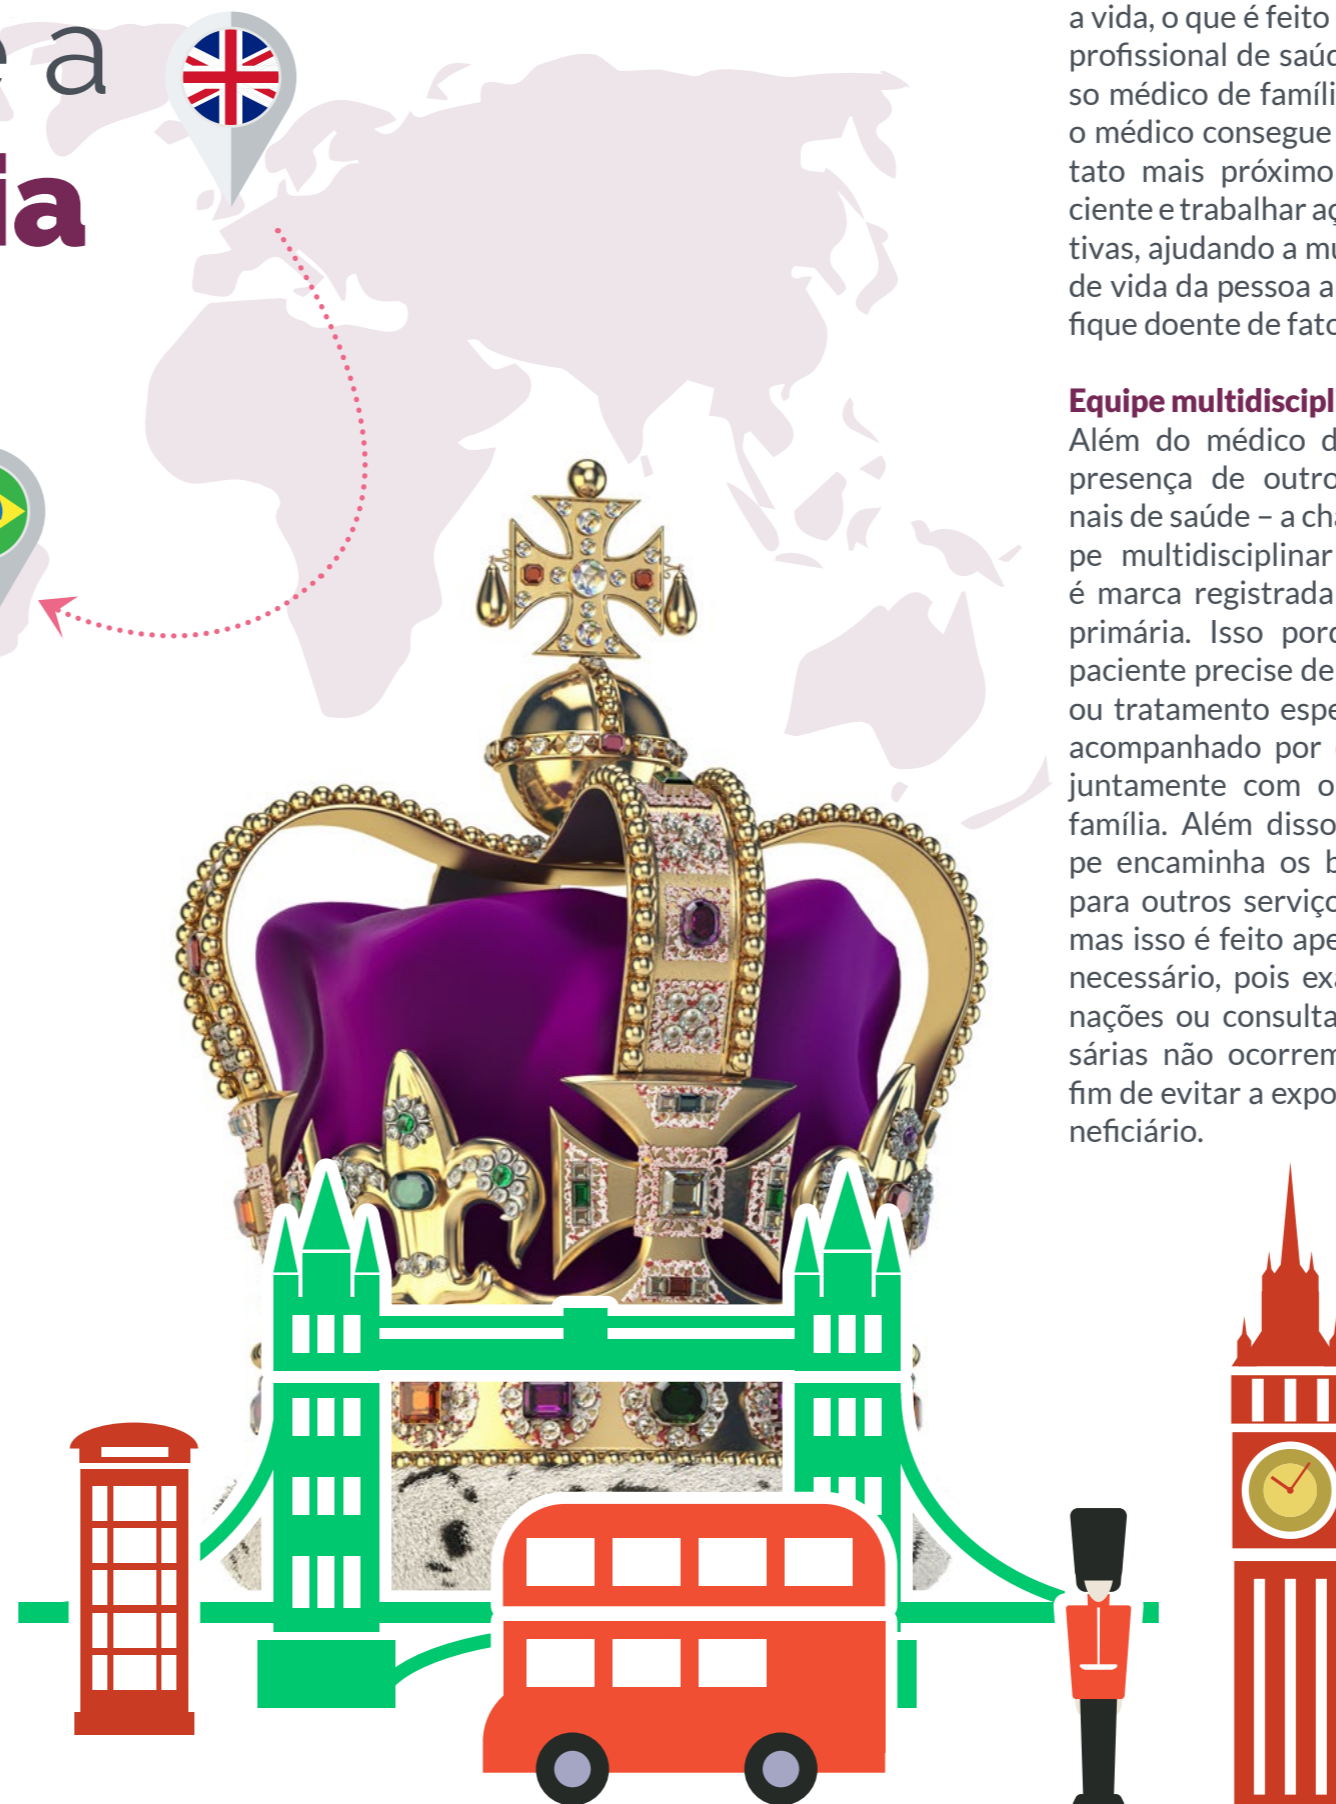 e a
ia
a vida, o que é feito
profissional de saúd
so médico de famíli
o médico consegue
tato mais próximo
ciente e trabalhar aç
tivas, ajudando a mu
de vida da pessoa a
fique doente de fato
Equipe multidiscipl
Além do médico d
presença de outro
nais de saúde – a cha
pe multidisciplinar
é marca registrada
primária. Isso porq
paciente precise de
ou tratamento espe
acompanhado por
juntamente com o
família. Além disso
pe encaminha os b
para outros serviço
mas isso é feito ape
necessário, pois exa
nações ou consulta
sárias não ocorrem
fim de evitar a expo
neficiário.